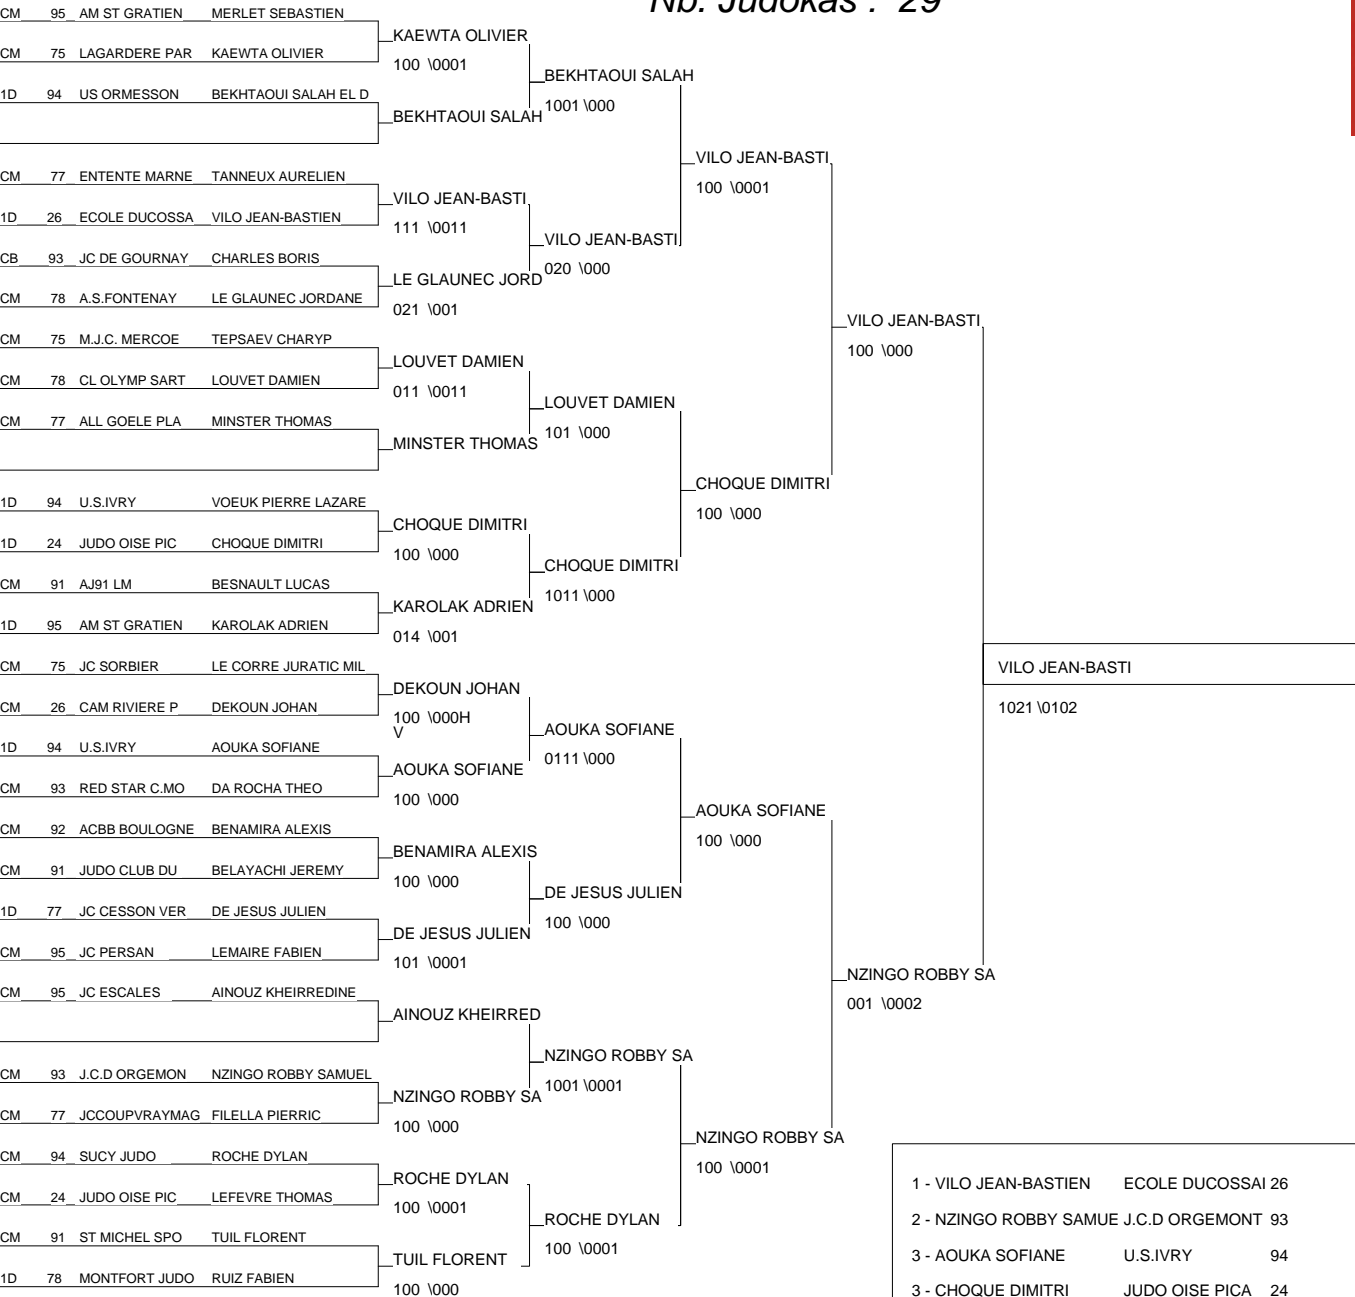 Nb. Judokas : 29
CM 95 AM ST GRATIEN MERLET SEBASTIEN
KAEWTA OLIVIER
CM 75 LAGARDERE PAR KAEWTA OLIVIER
100 \0001
BEKHTAOUI SALAH
1D 94 US ORMESSON BEKHTAOUI SALAH EL D
1001 \000
BEKHTAOUI SALAH
VILO JEAN-BASTI
CM 77 ENTENTE MARNE TANNEUX AURELIEN
100 \0001
VILO JEAN-BASTI
1D 26 ECOLE DUCOSSA VILO JEAN-BASTIEN
111 \0011
VILO JEAN-BASTI
CB 93 JC DE GOURNAY CHARLES BORIS
020 \000
LE GLAUNEC JORD
CM 78 A.S.FONTENAY LE GLAUNEC JORDANE
021 \001
VILO JEAN-BASTI
CM 75 M.J.C. MERCOE TEPSAEV CHARYP
100 \000
LOUVET DAMIEN
CM 78 CL OLYMP SART LOUVET DAMIEN
011 \0011
LOUVET DAMIEN
CM 77 ALL GOELE PLA MINSTER THOMAS
101 \000
MINSTER THOMAS
CHOQUE DIMITRI
1D 94 U.S.IVRY VOEUK PIERRE LAZARE
100 \000
CHOQUE DIMITRI
1D 24 JUDO OISE PIC CHOQUE DIMITRI
100 \000
CHOQUE DIMITRI
CM 91 AJ91 LM BESNAULT LUCAS
1011 \000
KAROLAK ADRIEN
1D 95 AM ST GRATIEN KAROLAK ADRIEN
014 \001
CM 75 JC SORBIER LE CORRE JURATIC MIL
VILO JEAN-BASTI
DEKOUN JOHAN
CM 26 CAM RIVIERE P DEKOUN JOHAN
1021 \0102
100 \000H
V
AOUKA SOFIANE
1D 94 U.S.IVRY AOUKA SOFIANE
0111 \000
AOUKA SOFIANE
CM 93 RED STAR C.MO DA ROCHA THEO
100 \000
AOUKA SOFIANE
CM 92 ACBB BOULOGNE BENAMIRA ALEXIS
100 \000
BENAMIRA ALEXIS
CM 91 JUDO CLUB DU BELAYACHI JEREMY
100 \000
DE JESUS JULIEN
1D 77 JC CESSON VER DE JESUS JULIEN
100 \000
DE JESUS JULIEN
CM 95 JC PERSAN LEMAIRE FABIEN
101 \0001
NZINGO ROBBY SA
CM 95 JC ESCALES AINOUZ KHEIRREDINE
001 \0002
AINOUZ KHEIRRED
NZINGO ROBBY SA
CM 93 J.C.D ORGEMON NZINGO ROBBY SAMUEL
1001 \0001
NZINGO ROBBY SA
CM 77 JCCOUPVRAYMAG FILELLA PIERRIC
100 \000
NZINGO ROBBY SA
CM 94 SUCY JUDO ROCHE DYLAN
100 \0001
ROCHE DYLAN
1 - VILO JEAN-BASTIEN ECOLE DUCOSSAI 26
CM 24 JUDO OISE PIC LEFEVRE THOMAS
100 \0001
ROCHE DYLAN
2 - NZINGO ROBBY SAMUE J.C.D ORGEMONT 93
CM 91 ST MICHEL SPO TUIL FLORENT
100 \0001
TUIL FLORENT
3 - AOUKA SOFIANE U.S.IVRY 94
1D 78 MONTFORT JUDO RUIZ FABIEN
100 \000
3 - CHOQUE DIMITRI JUDO OISE PICA 24